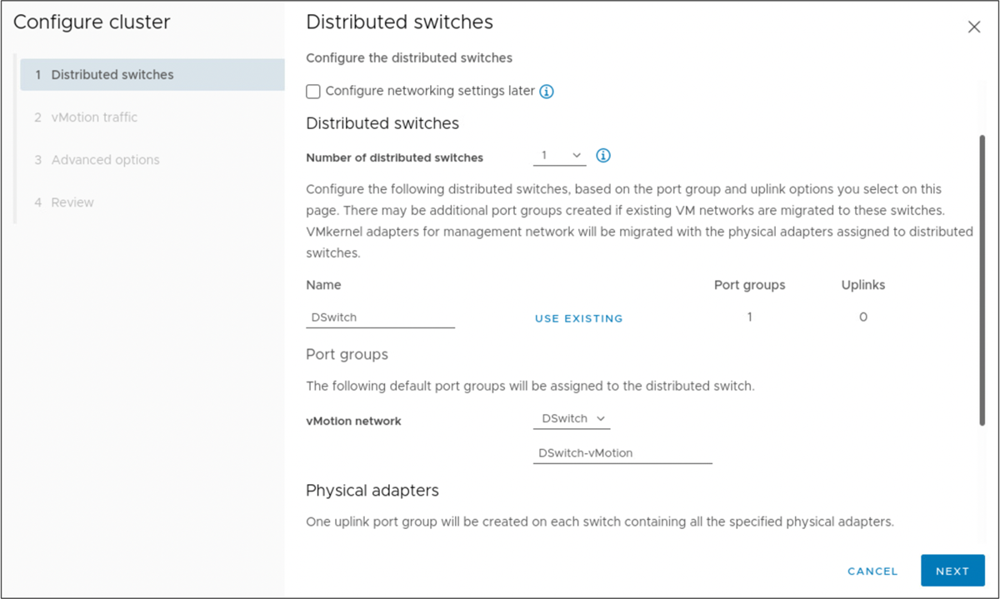 Configure cluster
1 Distributed switches
2 vMotion traffic
3 Advanced options
4 Review
Distributed switches
Configure the distributed switches
Configure networking settings later
Distributed switches
Number of distributed switches 1
Configure the following distributed switches, based on the port group and uplink options you select on this
page. There may be additional port groups created if existing VM networks are migrated to these switches.
VMkernel adapters for management network will be migrated with the physical adapters assigned to distributed
switches.
Name Port groups Uplinks
DSwitch USE EXISTING 1 0
Port groups
The following default port groups will be assigned to the distributed switch.
vMotion network DSwitch
DSwitch-vMotion
Physical adapters
One uplink port group will be created on each switch containing all the specified physical adapters.
CANCEL NEXT